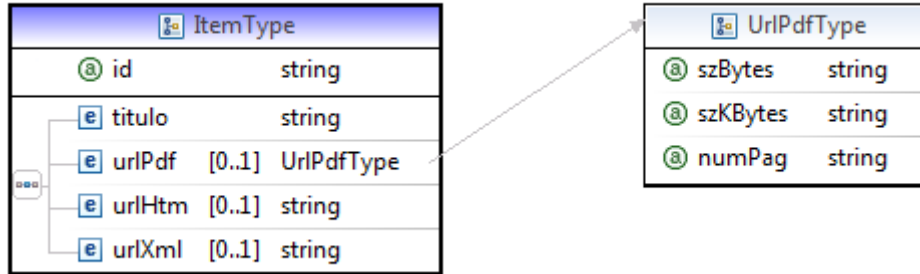 ItemType
a id string
e titulo string
e urlPdf [0..1] UrlPdfType
e urlHtm [0..1] string
e urlXml [0..1] string
UrlPdfType
a szBytes string
a szKBytes string
a numPag string